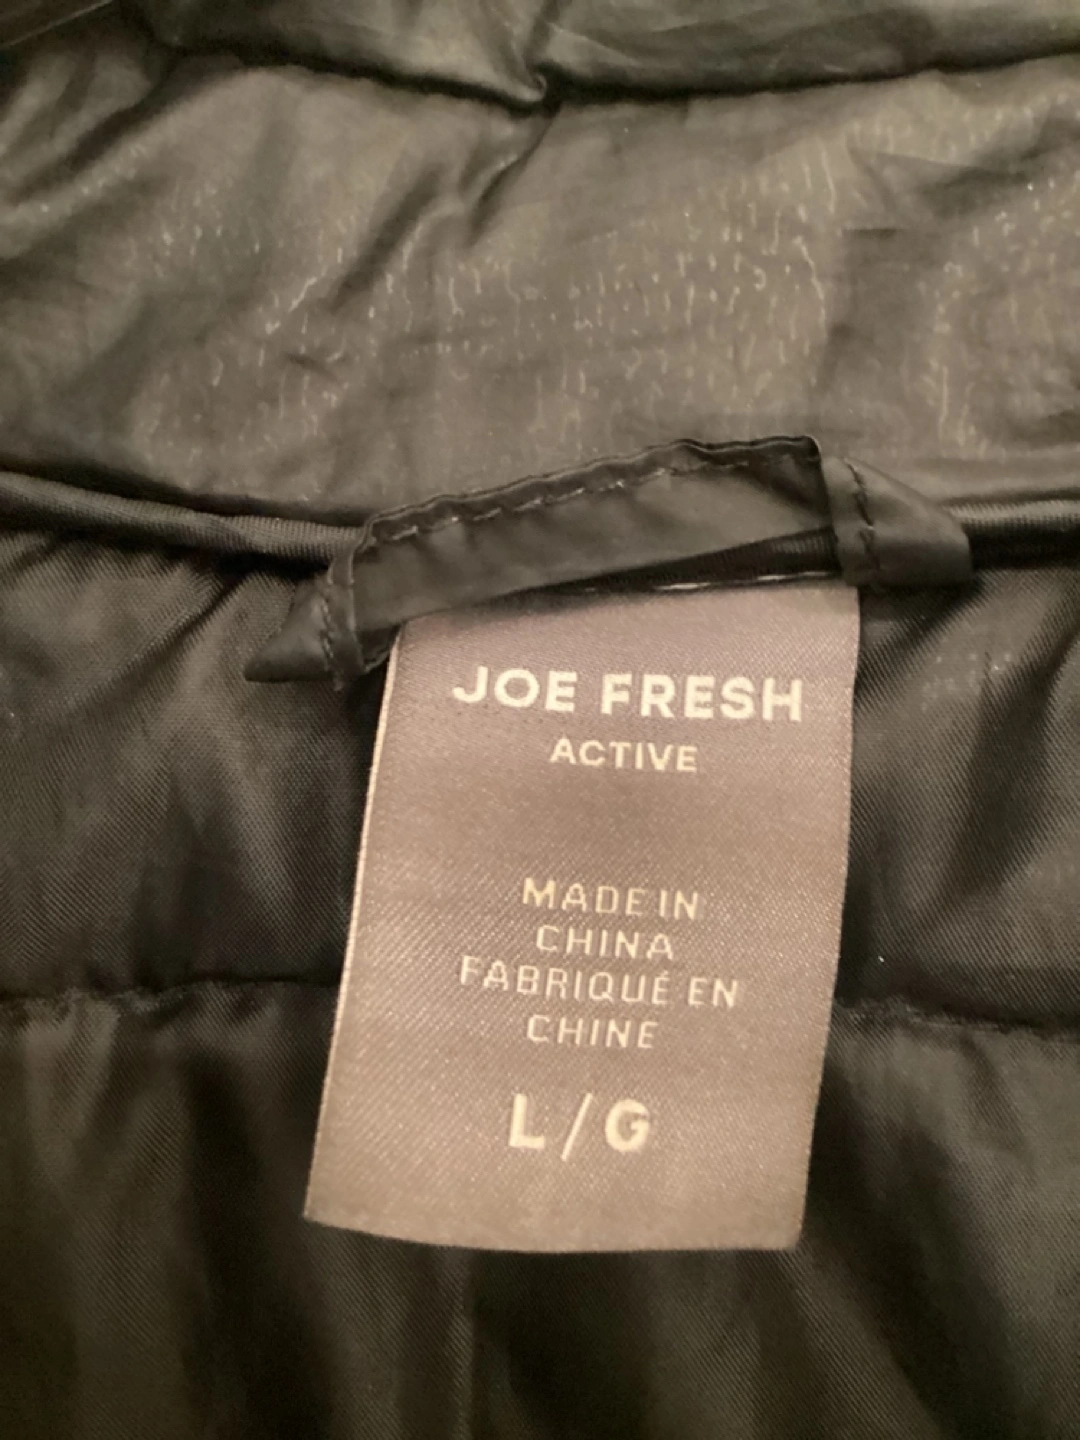 JOE FRESH
ACTIVE
MADE IN
CHINA
FABRIQUÉ EN
CHINE
L/G